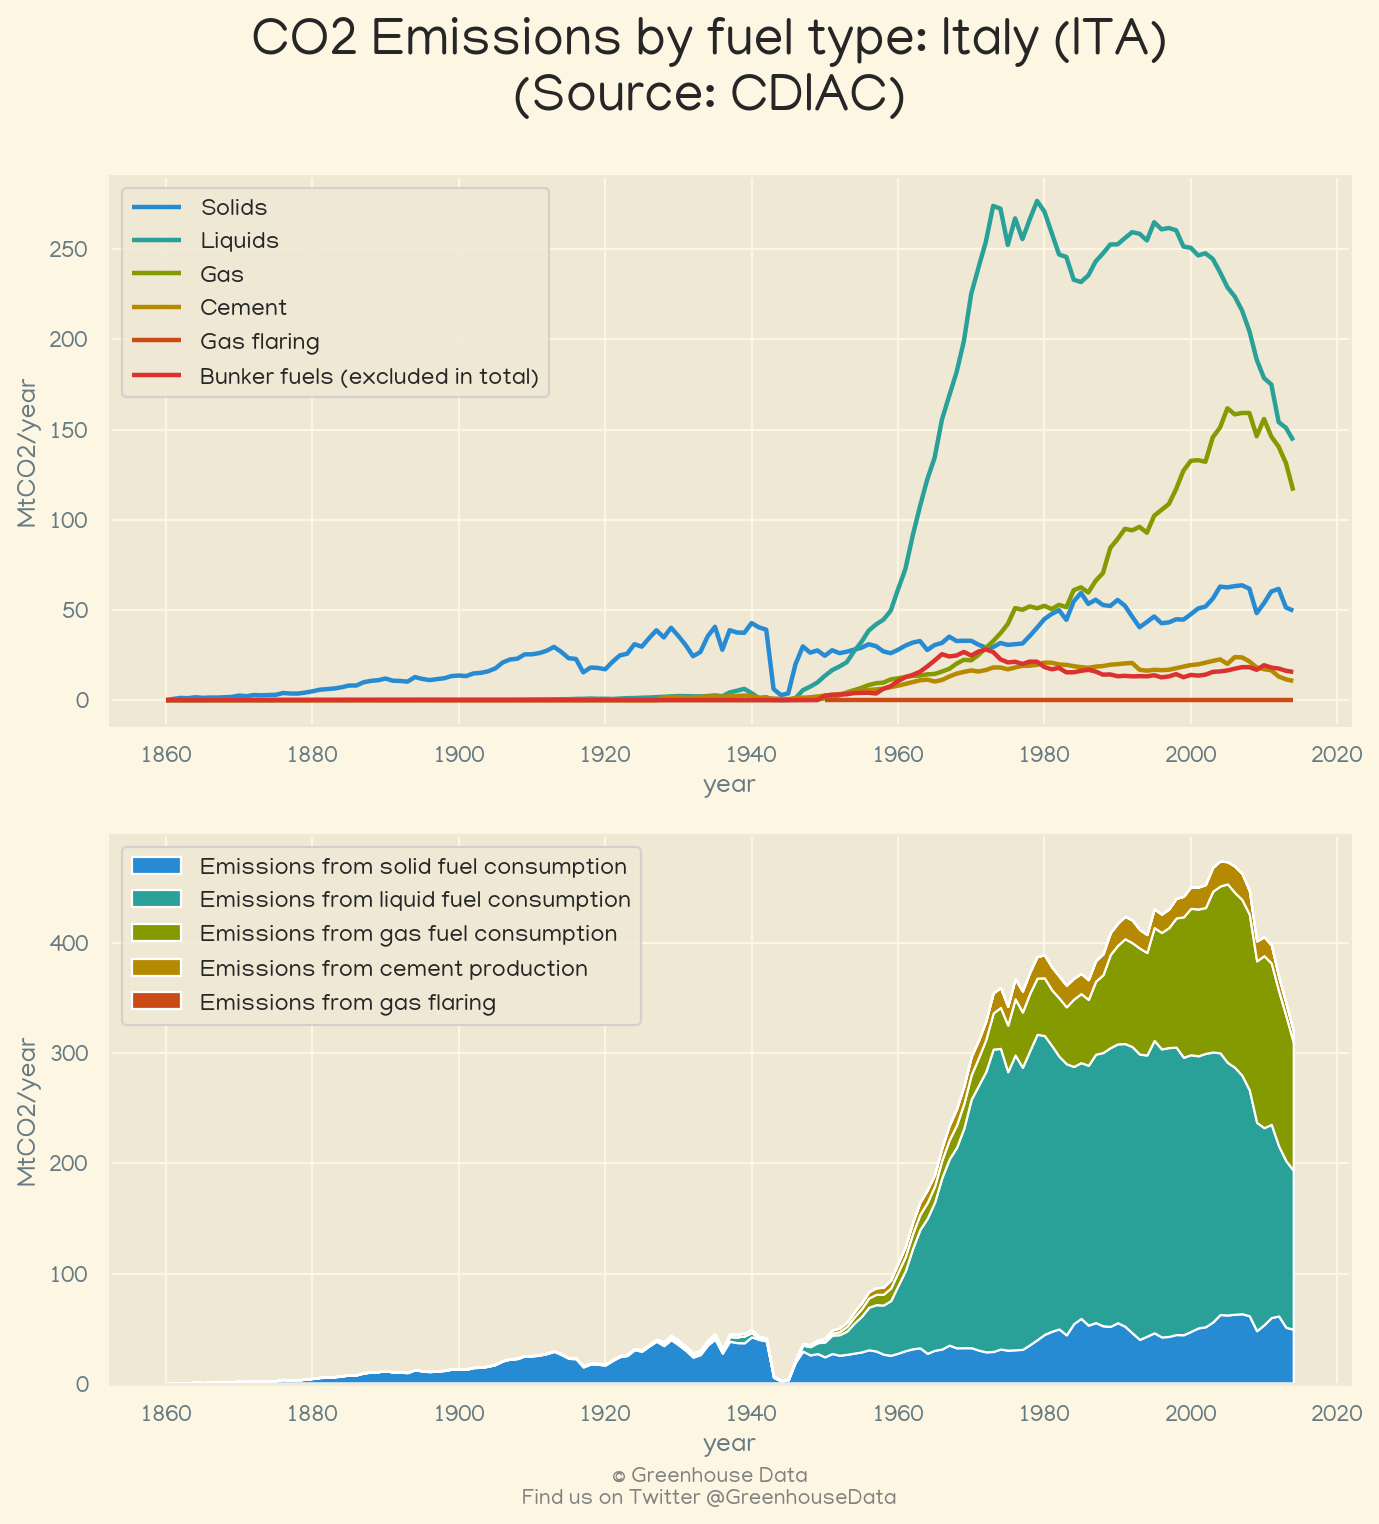 CO2 Emissions by fuel type: Italy (ITA)
(Source: CDIAC)
Solids
Liquids
Gas
Cement
Gas flaring
Bunker fuels (excluded in total)
MtCO2/year
250
200
150
100
50
0
1860 1880 1900 1920 1940 1960 1980 2000 2020
year
Emissions from solid fuel consumption
Emissions from liquid fuel consumption
Emissions from gas fuel consumption
Emissions from cement production
Emissions from gas flaring
MtCO2/year
400
300
200
100
0
1860 1880 1900 1920 1940 1960 1980 2000 2020
year
© Greenhouse Data
Find us on Twitter @GreenhouseData